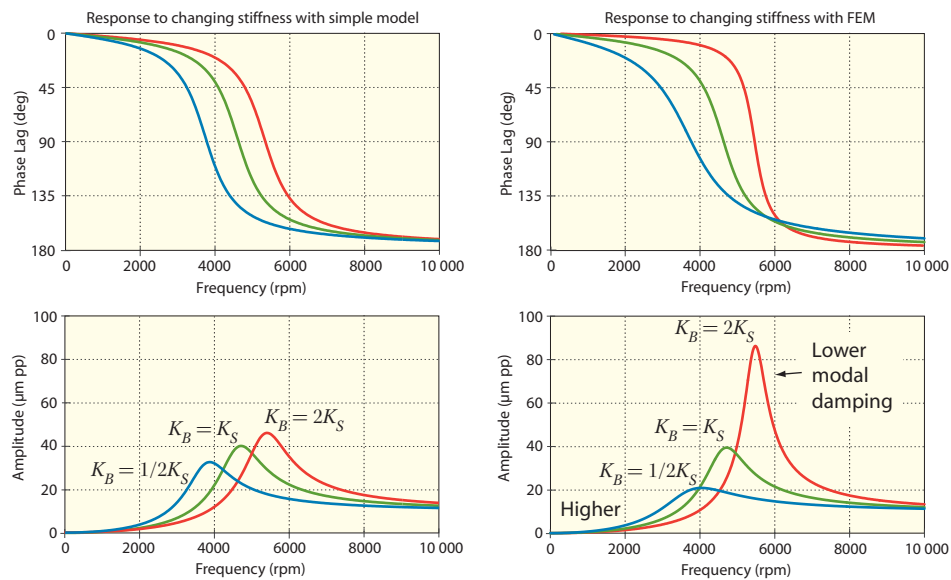 Response to changing stiffness with simple model
0
45
90
135
180
Phase Lag (deg)
0 2000 4000 6000 8000 10 000
Frequency (rpm)
Response to changing stiffness with FEM
0
45
90
135
180
Phase Lag (deg)
0 2000 4000 6000 8000 10 000
Frequency (rpm)
100
80
60
40
20
0
Amplitude (µm pp)
K_B = K_S
K_B = 2K_S
K_B = 1/2K_S
0 2000 4000 6000 8000 10 000
Frequency (rpm)
100
80
60
40
20
0
Amplitude (µm pp)
K_B = 2K_S
Lower
modal
damping
K_B = K_S
K_B = 1/2K_S
Higher
0 2000 4000 6000 8000 10 000
Frequency (rpm)